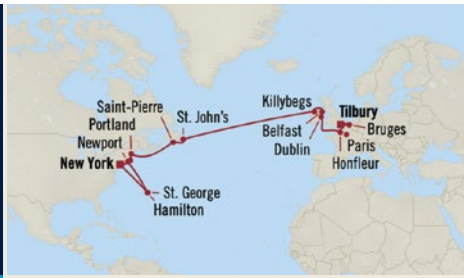 Saint-Pierre
Portland
Newport
New York
St. John's
St. George
Hamilton
Killybegs
Belfast
Dublin
Tilbury
Bruges
Paris
Honfleur